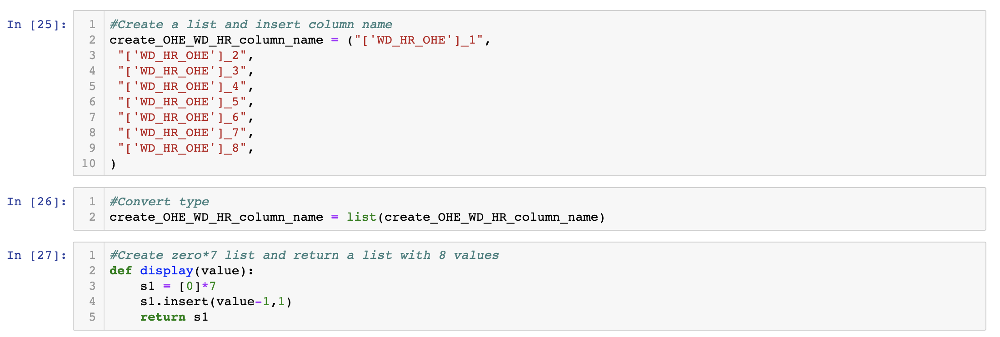 In [25]:
1 #Create a list and insert column name
2 create_OHE_WD_HR_column_name = ("['WD_HR_OHE']_1",
3  "['WD_HR_OHE']_2",
4  "['WD_HR_OHE']_3",
5  "['WD_HR_OHE']_4",
6  "['WD_HR_OHE']_5",
7  "['WD_HR_OHE']_6",
8  "['WD_HR_OHE']_7",
9  "['WD_HR_OHE']_8",
10 )
In [26]:
1 #Convert type
2 create_OHE_WD_HR_column_name = list(create_OHE_WD_HR_column_name)
In [27]:
1 #Create zero*7 list and return a list with 8 values
2 def display(value):
3     s1 = [0]*7
4     s1.insert(value-1,1)
5     return s1